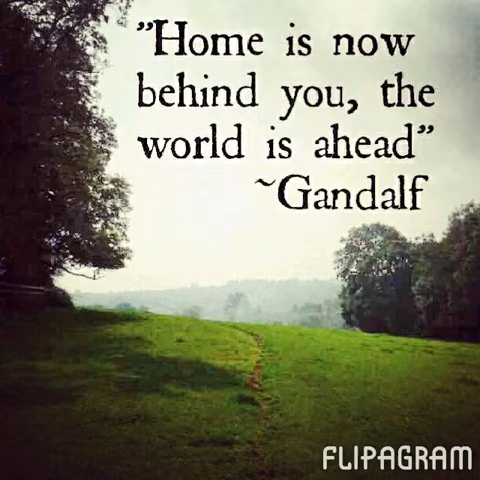 "Home is now
behind you, the
world is ahead"
~Gandalf
FLIPAGRAM